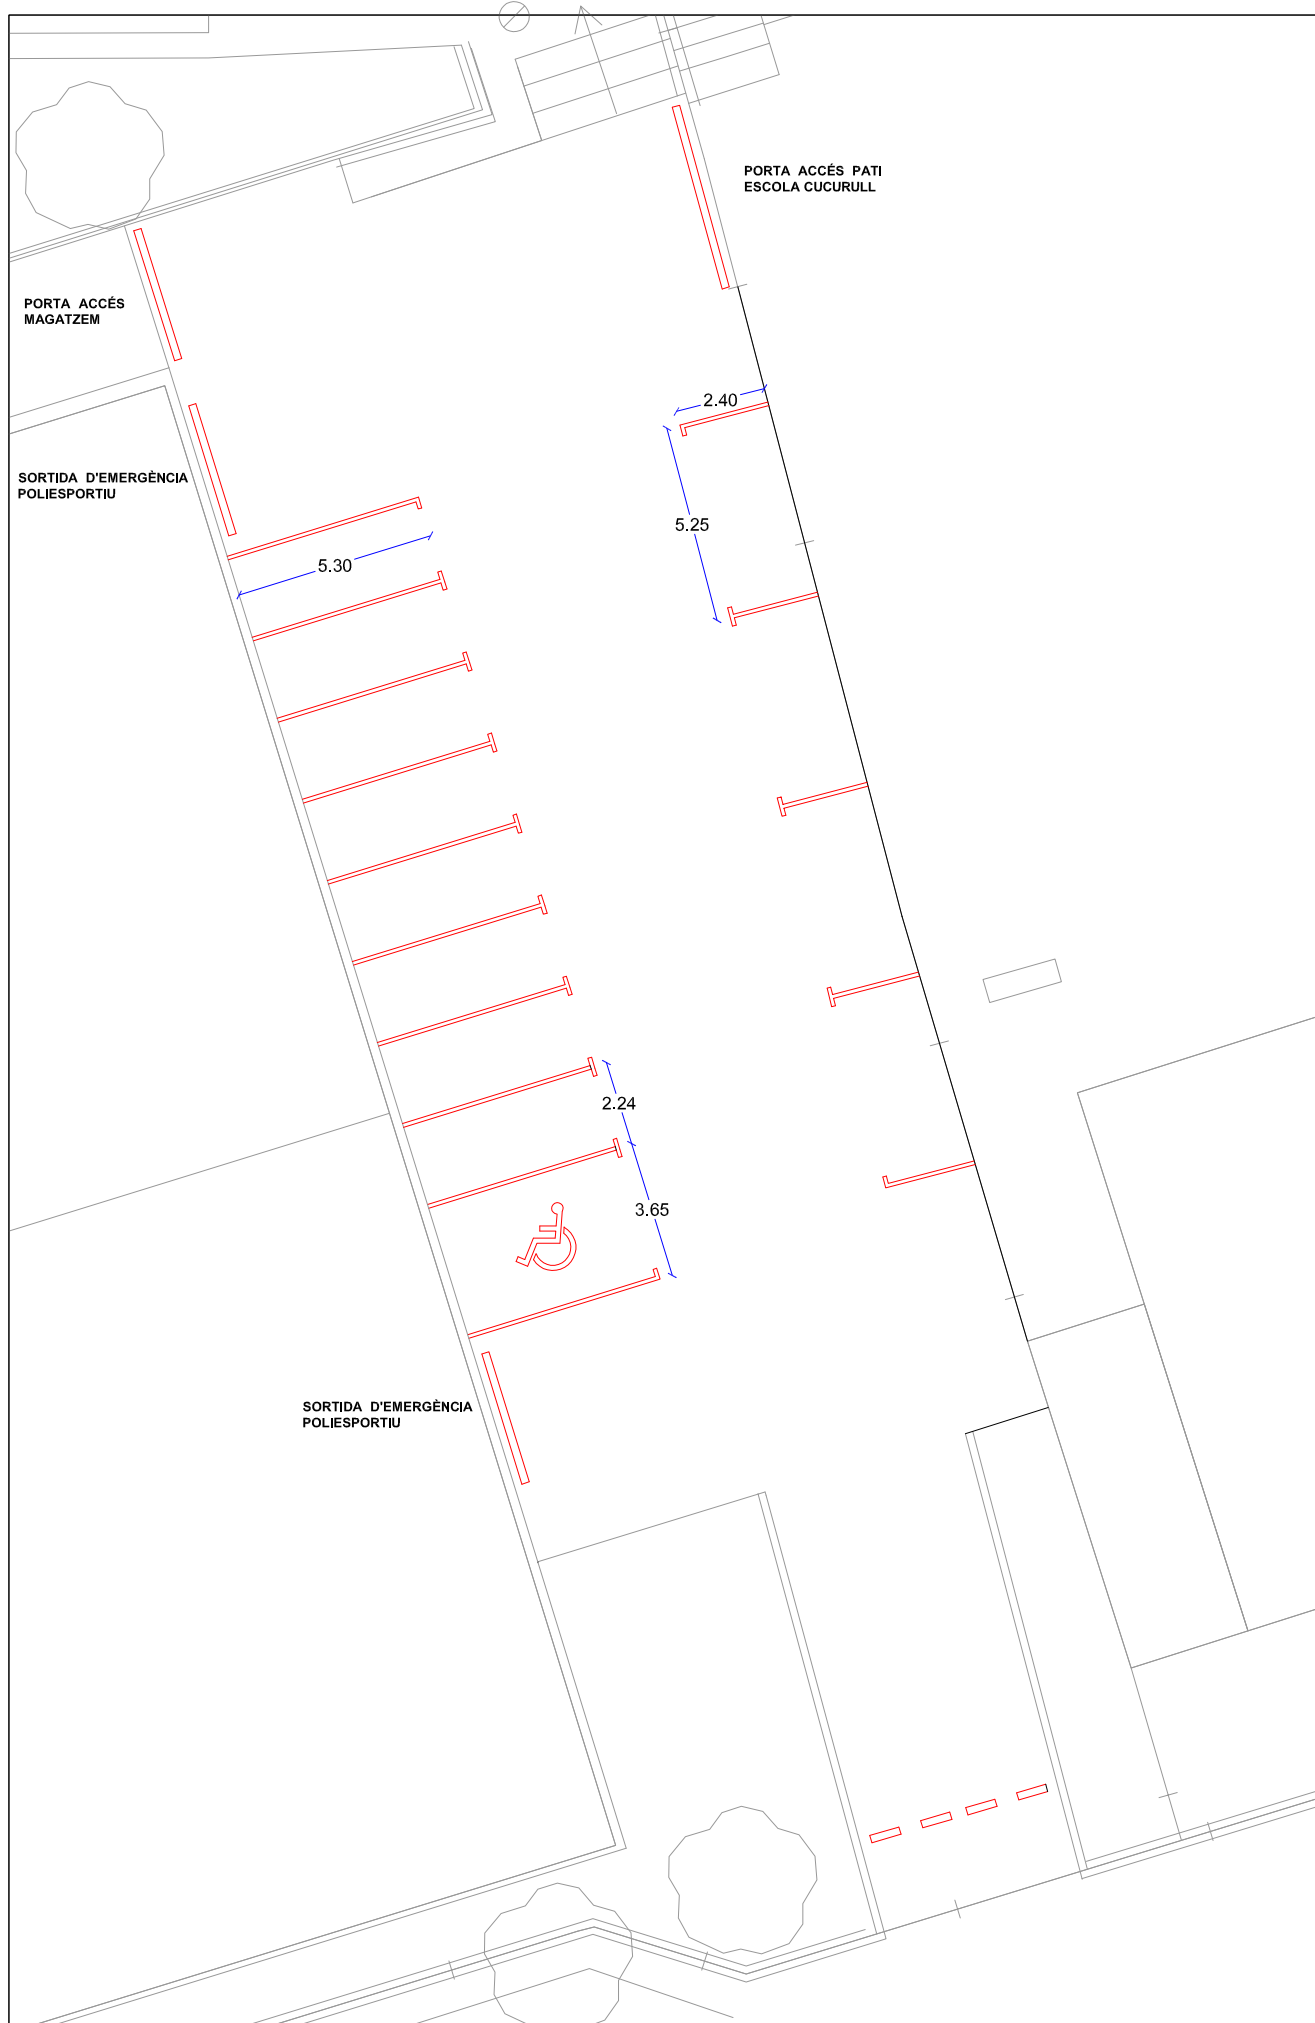 PORTA ACCÉS PATI
ESCOLA CUCURULL
PORTA ACCÉS
MAGATZEM
2.40
SORTIDA D'EMERGÈNCIA
POLIESPORTIU
5.25
5.30
2.24
3.65
SORTIDA D'EMERGÈNCIA
POLIESPORTIU